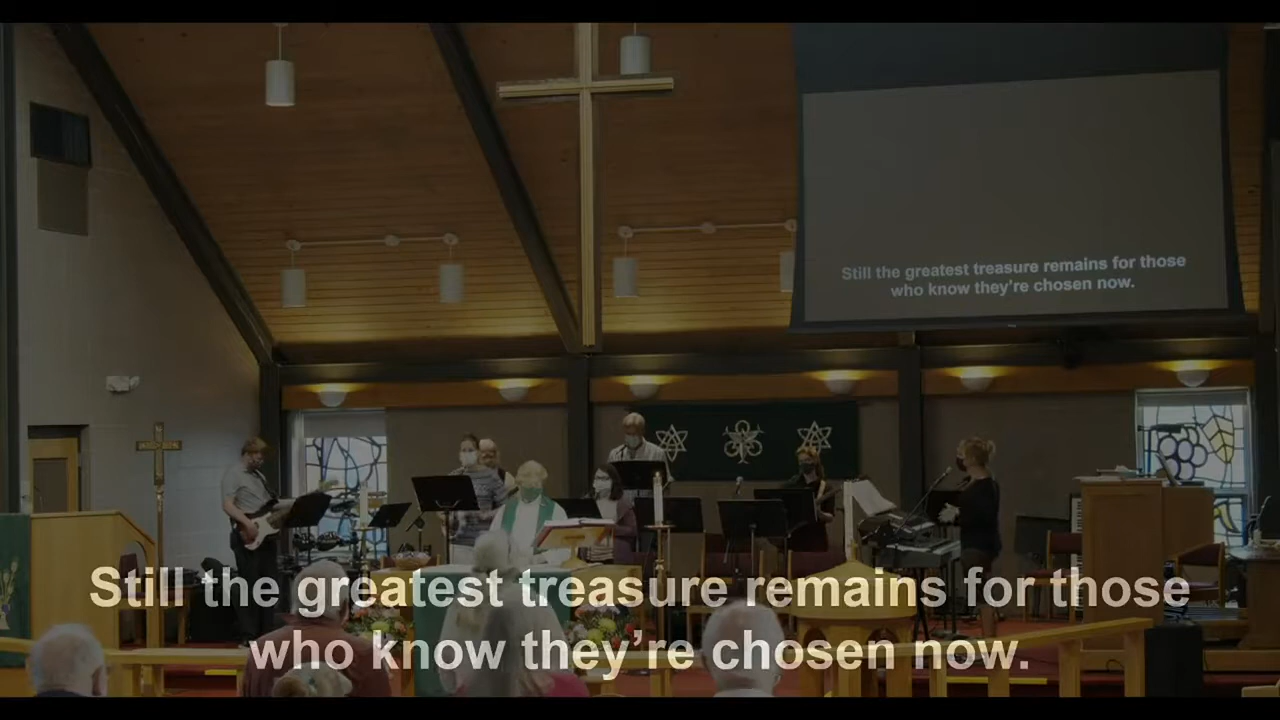 Still the greatest treasure remains for those
who know they're chosen now.
Still the greatest treasure remains for those
who know they’re chosen now.